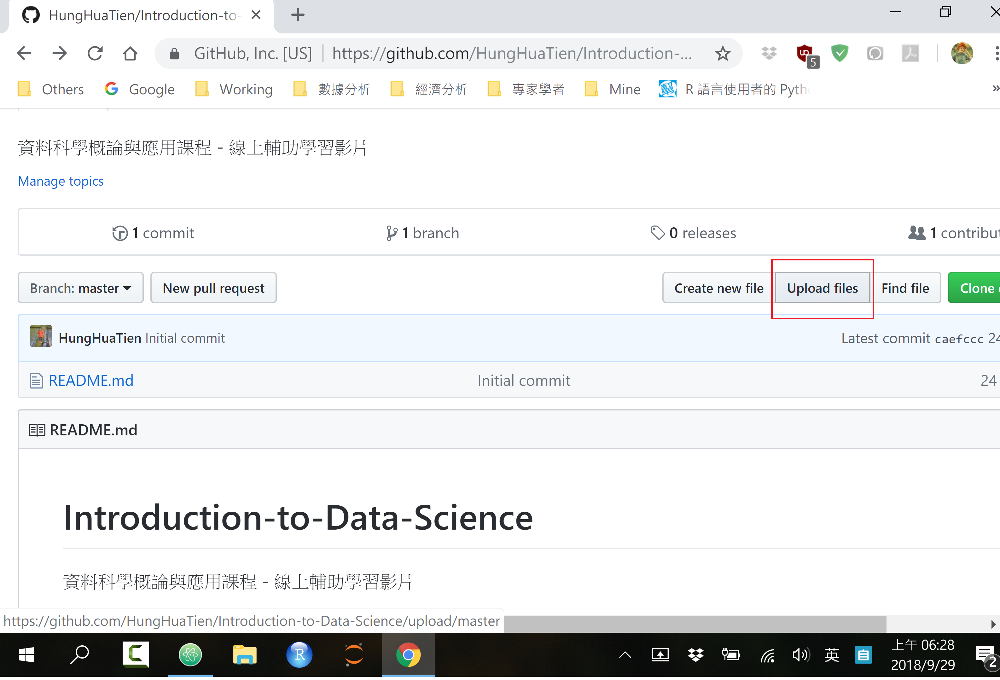 HungHuaTien/Introduction-to-
GitHub, Inc. [US] https://github.com/HungHuaTien/Introduction-...
5
Others Google Working 數據分析 經濟分析 專家學者 Mine R 語言使用者的 Pytho
資料科學概論與應用課程 - 線上輔助學習影片
Manage topics
1 commit 1 branch 0 releases 1 contribut
Branch: master New pull request Create new file Upload files Find file Clone
HungHuaTien Initial commit Latest commit caefccc 24
README.md Initial commit 24
README.md
Introduction-to-Data-Science
資料科學概論與應用課程 - 線上輔助學習影片
https://github.com/HungHuaTien/Introduction-to-Data-Science/upload/master
英 上午 06:28
2018/9/29
2